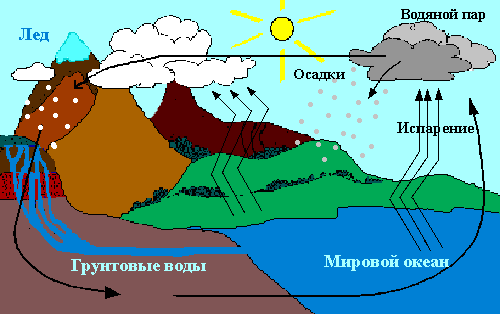 Водяной пар
Лед
Осадки
Испарение
Грунтовые воды
Мировой океан